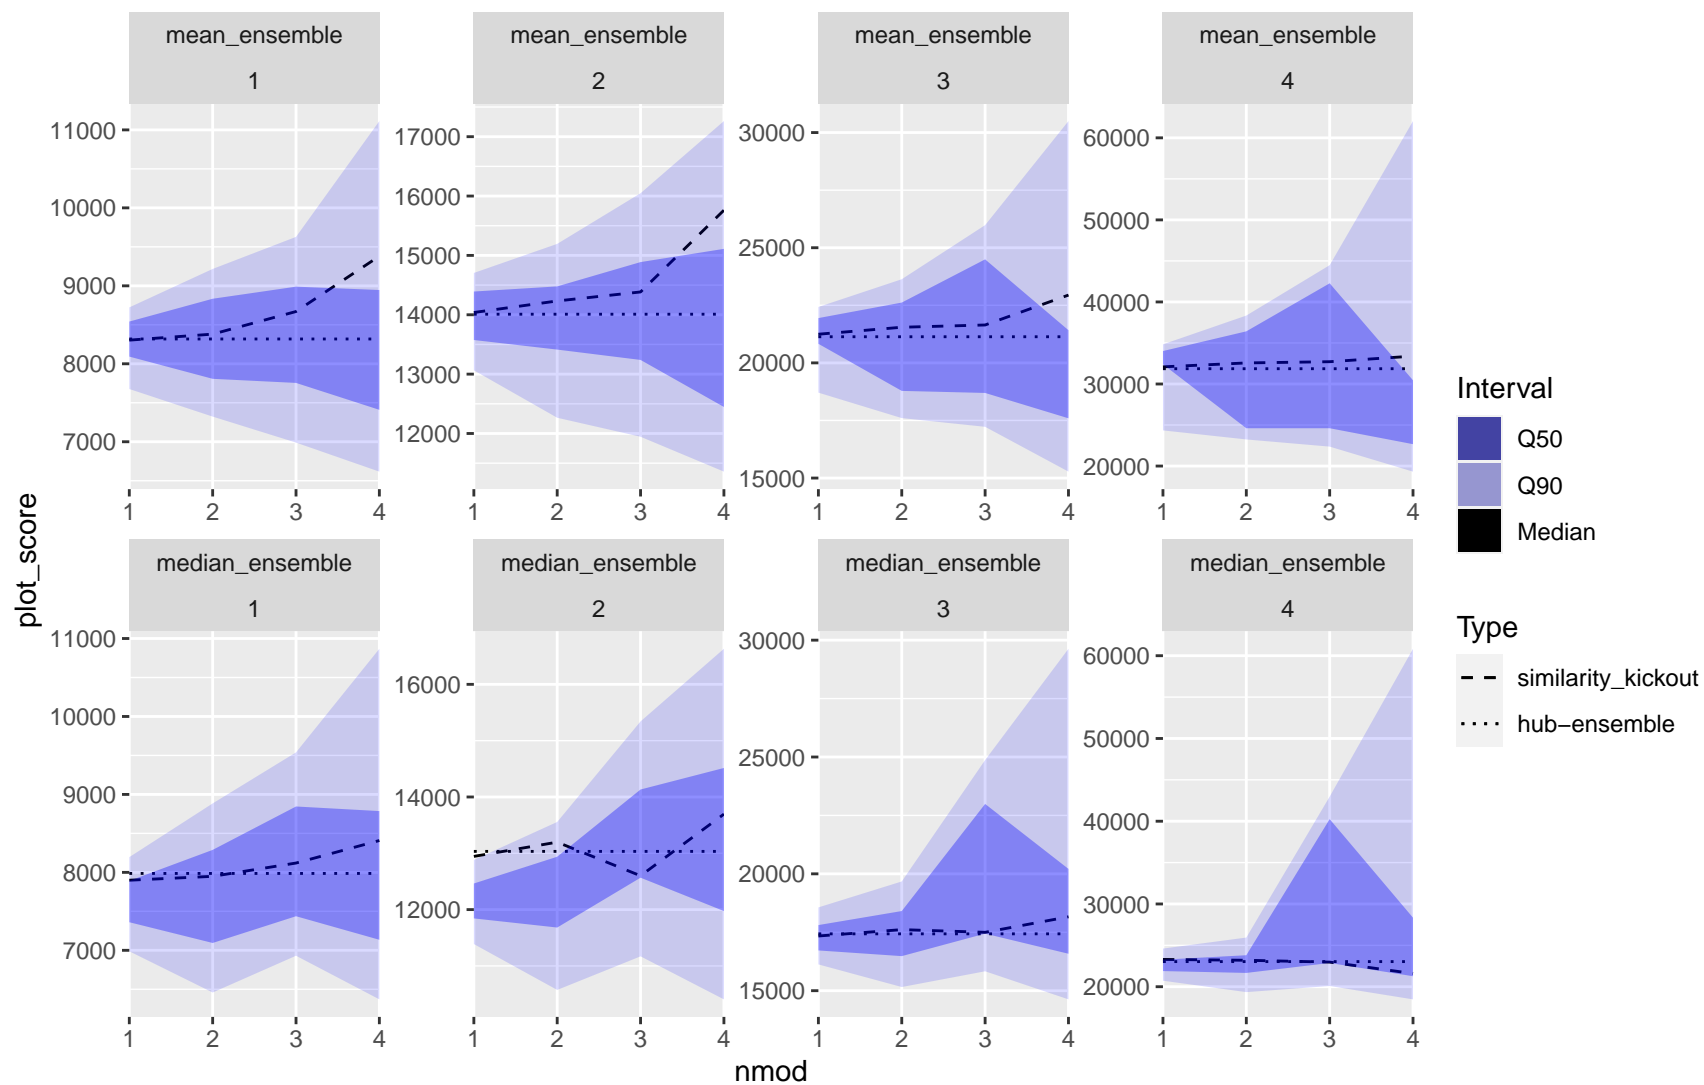 mean_ensemble
1
mean_ensemble
2
mean_ensemble
3
mean_ensemble
4
11000
10000
9000
8000
7000
17000
16000
15000
14000
13000
12000
30000
25000
20000
15000
60000
50000
40000
30000
20000
1 2 3 4
1 2 3 4
1 2 3 4
1 2 3 4
median_ensemble
1
median_ensemble
2
median_ensemble
3
median_ensemble
4
11000
10000
9000
8000
7000
16000
14000
12000
30000
25000
20000
15000
60000
50000
40000
30000
20000
1 2 3 4
1 2 3 4
1 2 3 4
1 2 3 4
plot_score
nmod
Interval
Q50
Q90
Median
Type
similarity_kickout
hub−ensemble